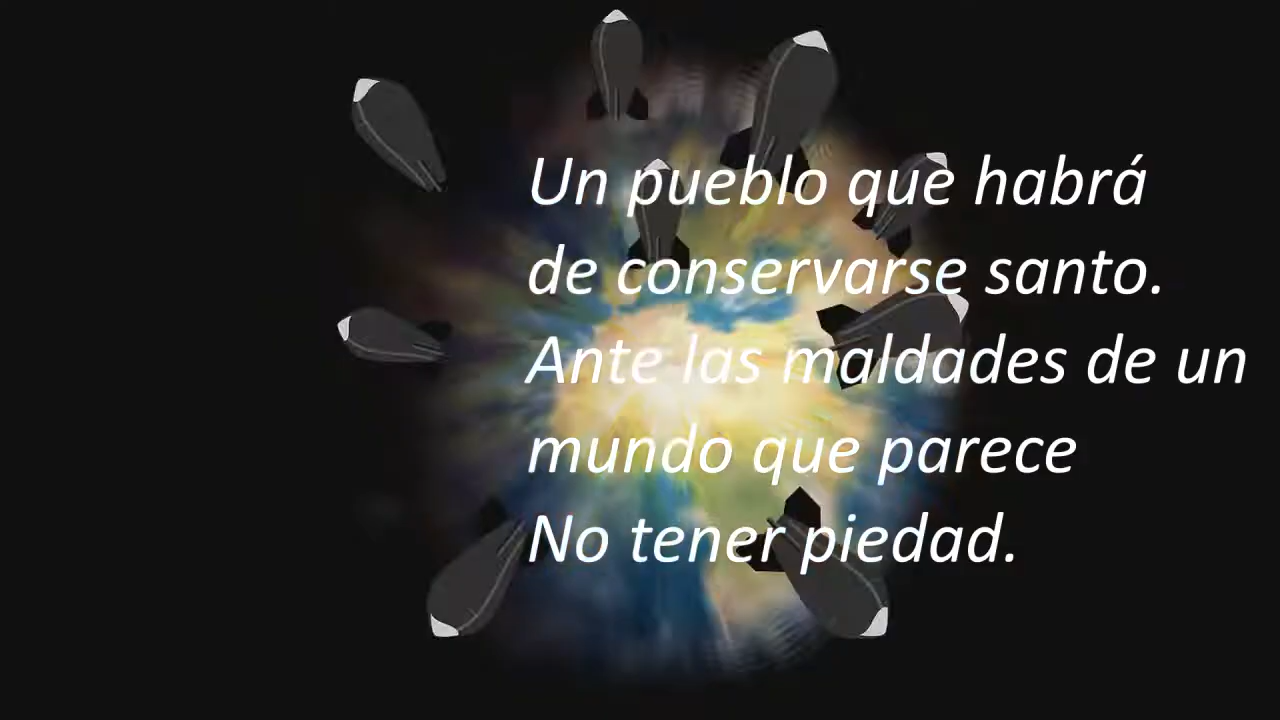 Un pueblo que habrá
de conservarse santo.
Ante las maldades de un
mundo que parece
No tener piedad.